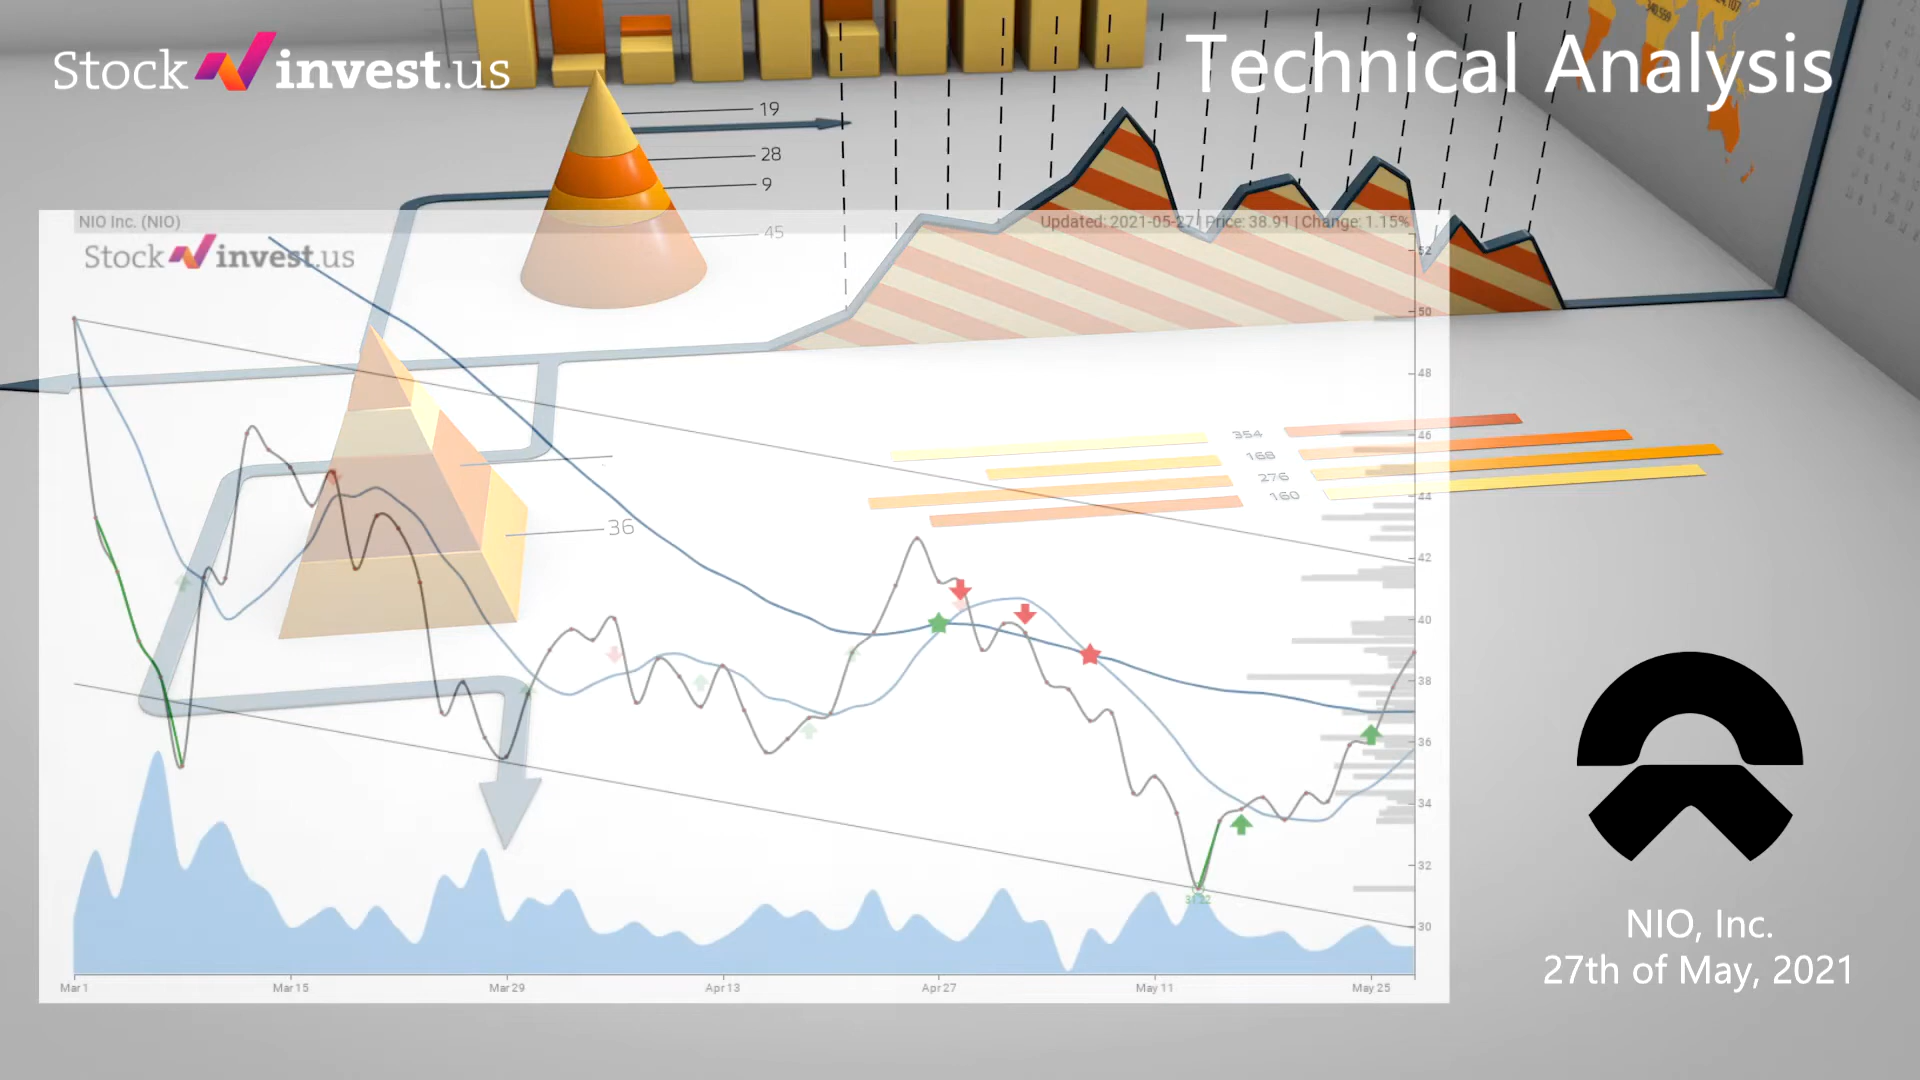 Stock invest.us
Technical Analysis
19
28
9
45
NIO Inc. (NIO)
Updated: 2021-05-27 | Price: 38.91 | Change: 1.15%
Stock invest.us
52
50
48
46
44
42
40
38
36
34
32
30
354
168
276
160
36
31.22
Mar 1
Mar 15
Mar 29
Apr 13
Apr 27
May 11
May 25
NIO, Inc.
27th of May, 2021